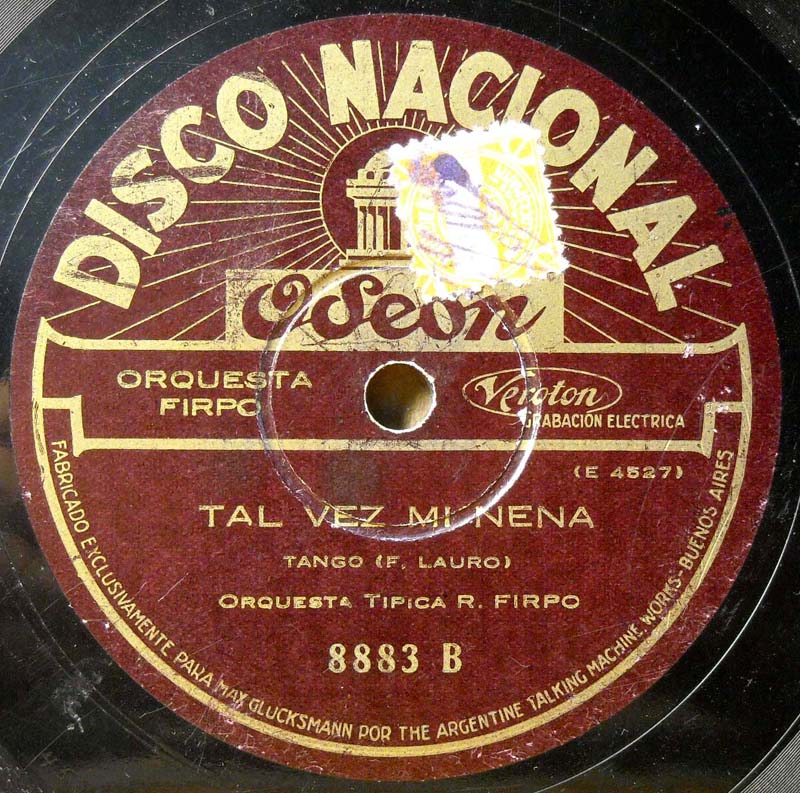 DISCO NACIONAL
Odeon
ORQUESTA
FIRPO
Veroton
GRABACION ELECTRICA
(E 4527)
TAL VEZ MI NENA
TANGO (F. LAURO)
ORQUESTA TIPICA R. FIRPO
8883 B
FABRICADO EXCLUSIVAMENTE PARA MAX GLUCKSMANN POR THE ARGENTINE TALKING MACHINE WORKS - BUENOS AIRES